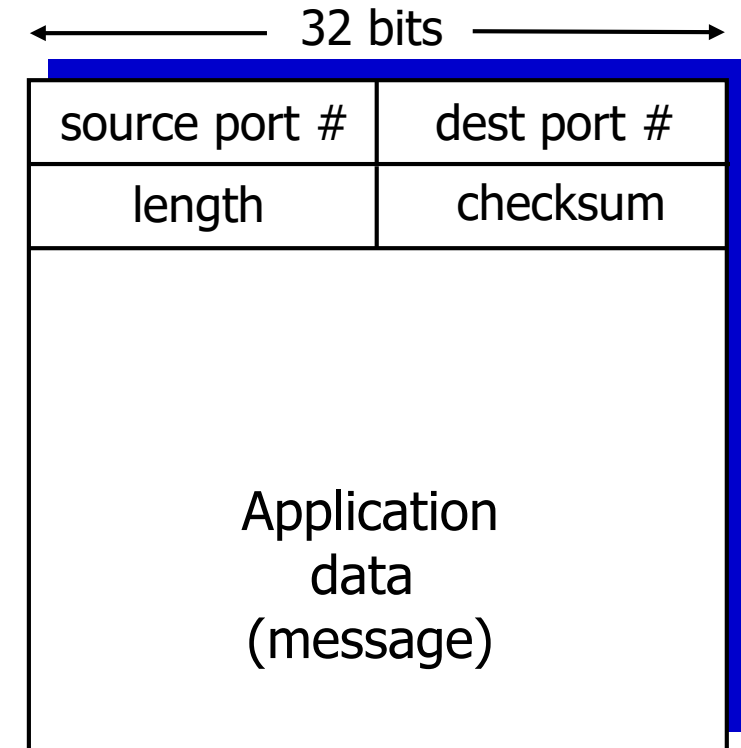 32 bits
source port # dest port #
length checksum
Application
data
(message)